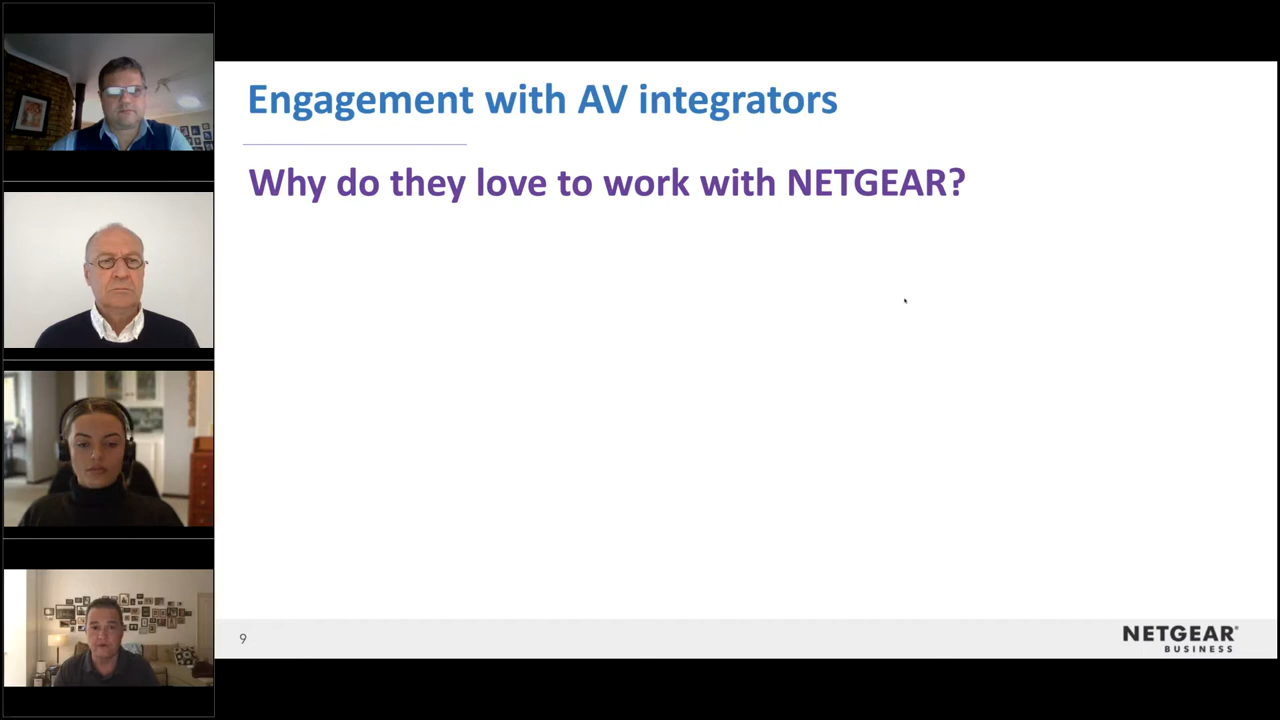 Engagement with AV integrators
Why do they love to work with NETGEAR?
9
NETGEAR®
BUSINESS